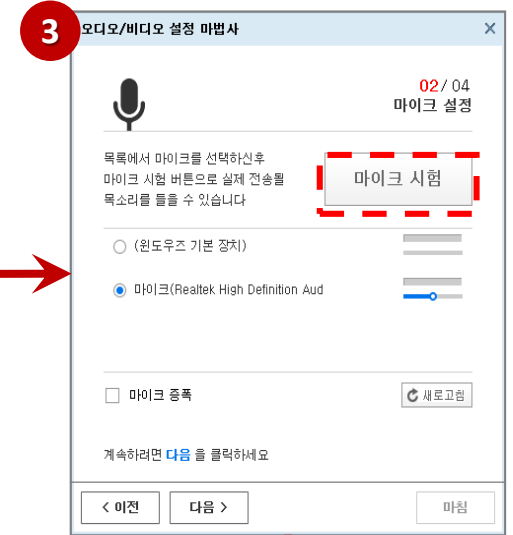 3
오디오/비디오 설정 마법사
02/ 04
마이크 설정
목록에서 마이크를 선택하신후
마이크 시험 버튼으로 실제 전송될
목소리를 들을 수 있습니다
마이크 시험
(윈도우즈 기본 장치)
마이크(Realtek High Definition Aud
마이크 증폭
새로고침
계속하려면 다음 을 클릭하세요
< 이전
다음 >
마침